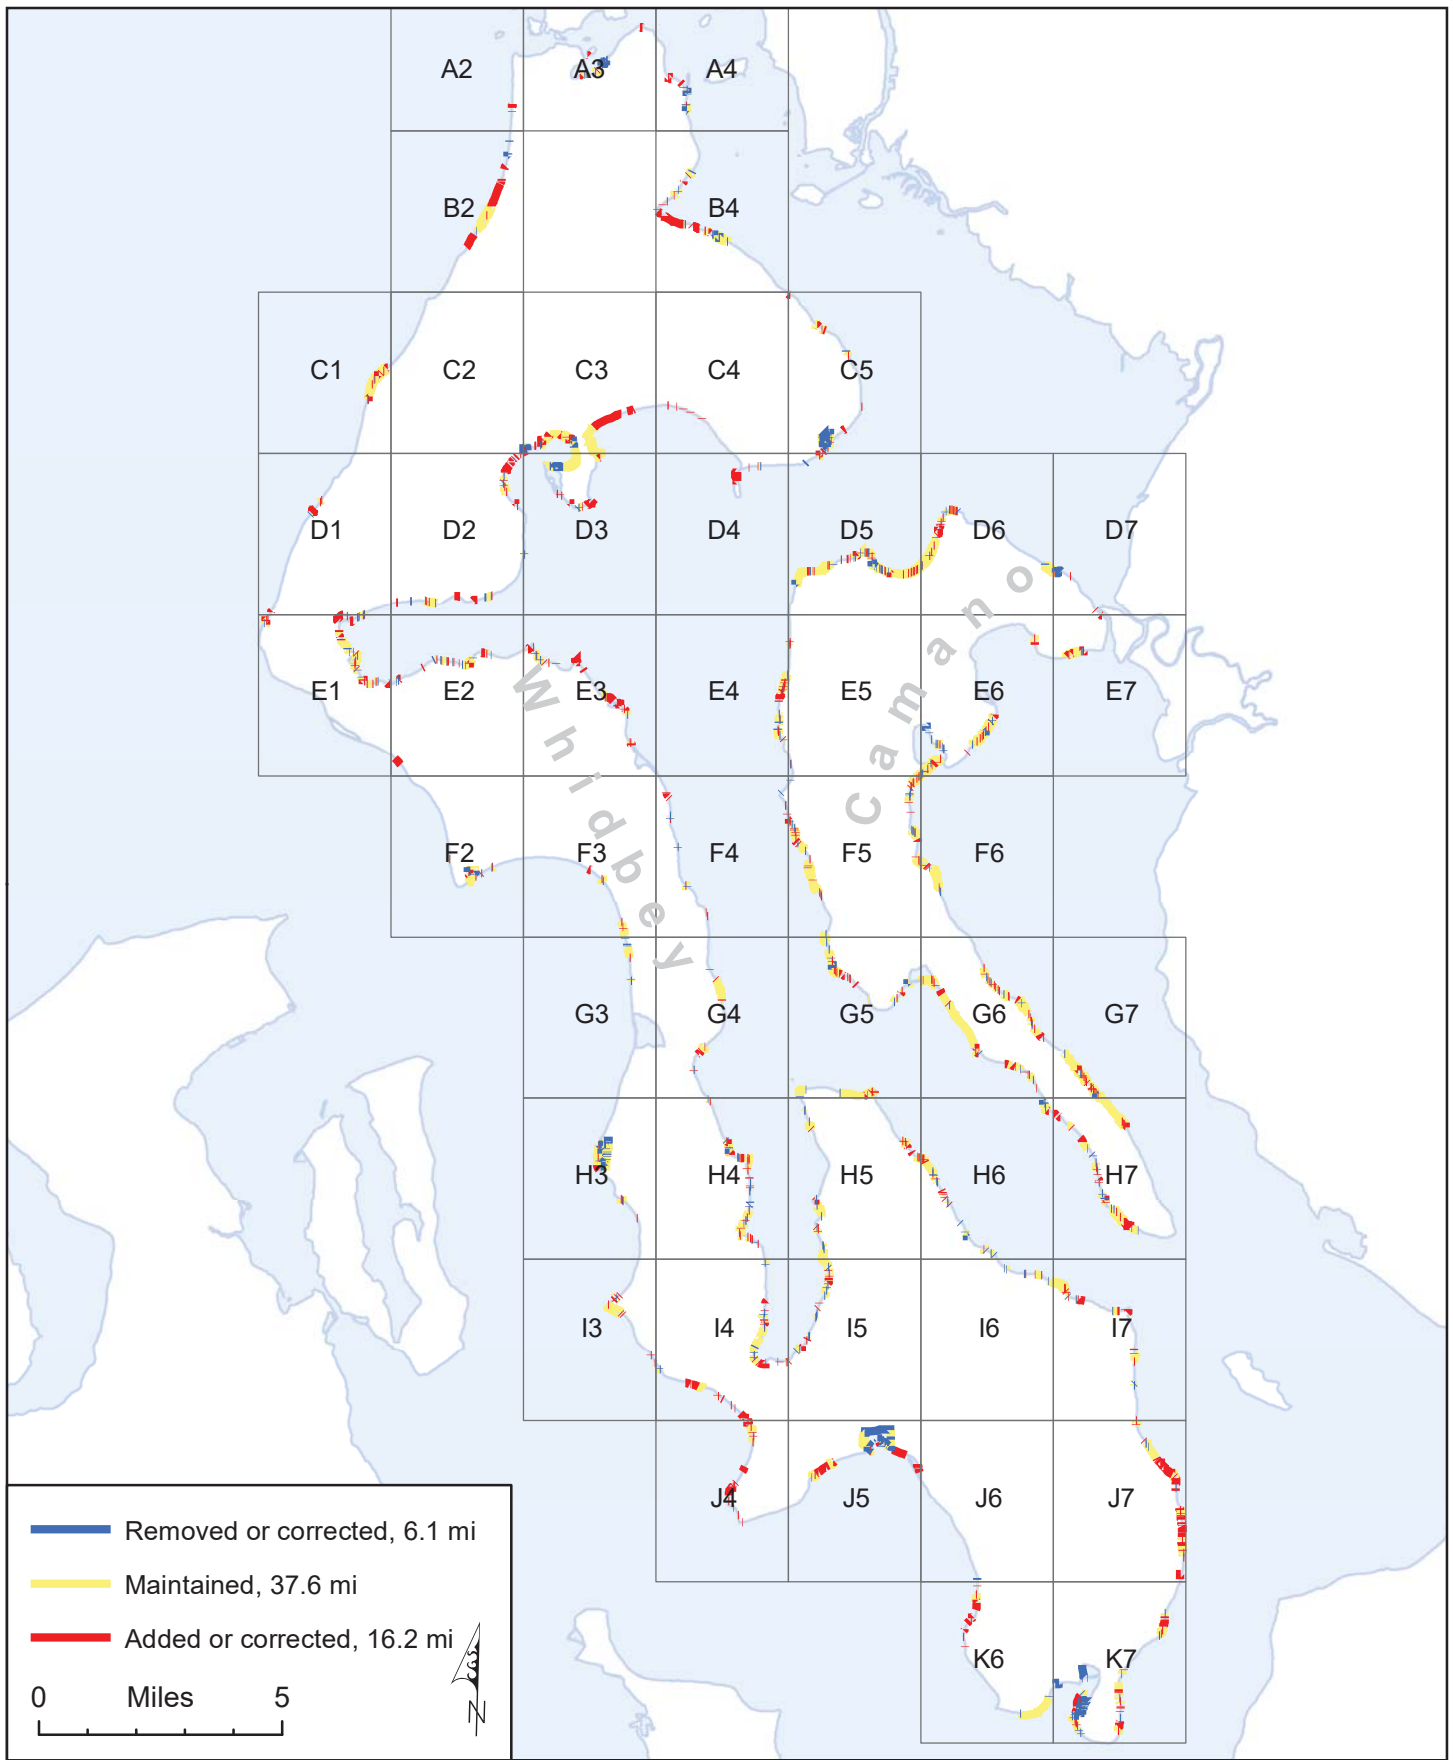 A2 A3 A4
B2 B4
C1 C2 C3 C4 C5
D1 D2 D3 D4 D5 D6 D7
Camano
E1 E2 E3 E4 E5 E6 E7
Whidbey
F2 F3 F4 F5 F6
G3 G4 G5 G6 G7
H3 H4 H5 H6 H7
I3 I4 I5 I6 I7
J4 J5 J6 J7
K6 K7
Removed or corrected, 6.1 mi
Maintained, 37.6 mi
Added or corrected, 16.2 mi
0 Miles 5
CGS
N